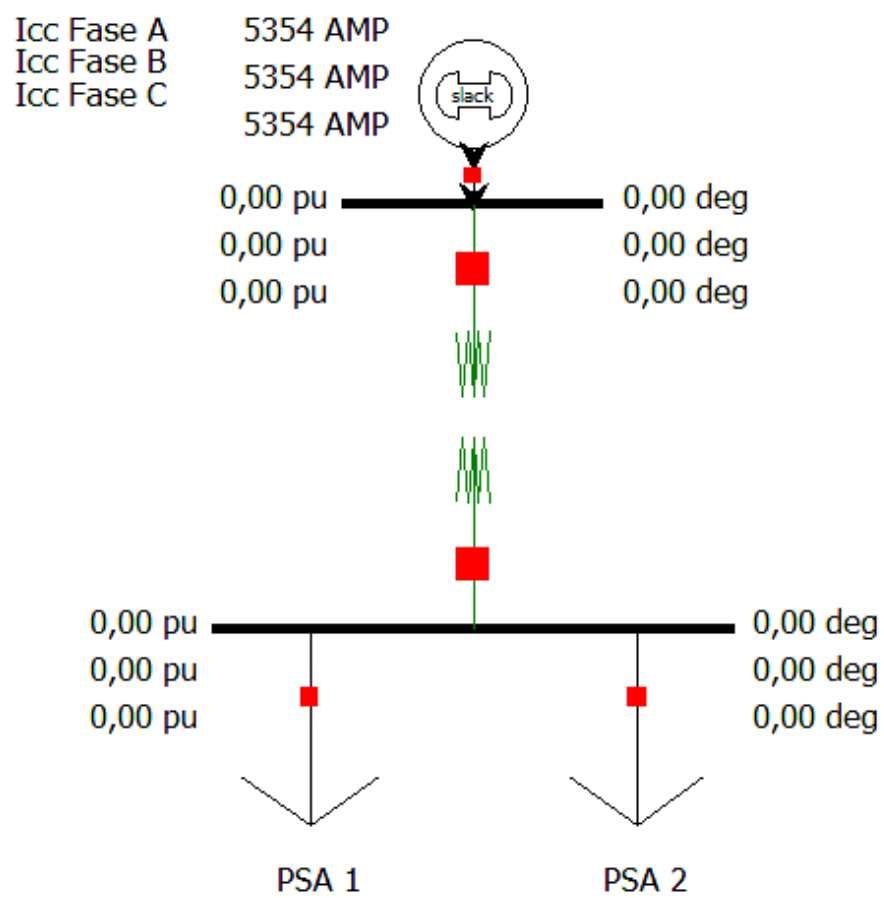 Icc Fase A 5354 AMP
Icc Fase B 5354 AMP
Icc Fase C 5354 AMP
slack
0,00 pu 0,00 deg
0,00 pu 0,00 deg
0,00 pu 0,00 deg
0,00 pu 0,00 deg
0,00 pu 0,00 deg
0,00 pu 0,00 deg
PSA 1 PSA 2